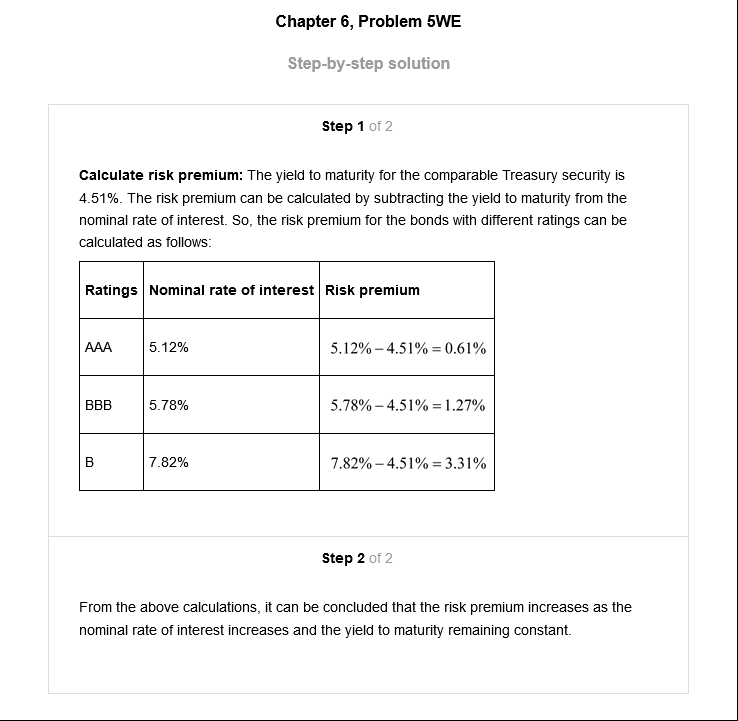 Chapter 6, Problem 5WE
Step-by-step solution
Step 1 of 2
Calculate risk premium: The yield to maturity for the comparable Treasury security is
4.51%. The risk premium can be calculated by subtracting the yield to maturity from the
nominal rate of interest. So, the risk premium for the bonds with different ratings can be
calculated as follows:
Ratings Nominal rate of interest Risk premium
AAA 5.12% 5.12% – 4.51% = 0.61%
BBB 5.78% 5.78% – 4.51% = 1.27%
B 7.82% 7.82% – 4.51% = 3.31%
Step 2 of 2
From the above calculations, it can be concluded that the risk premium increases as the
nominal rate of interest increases and the yield to maturity remaining constant.